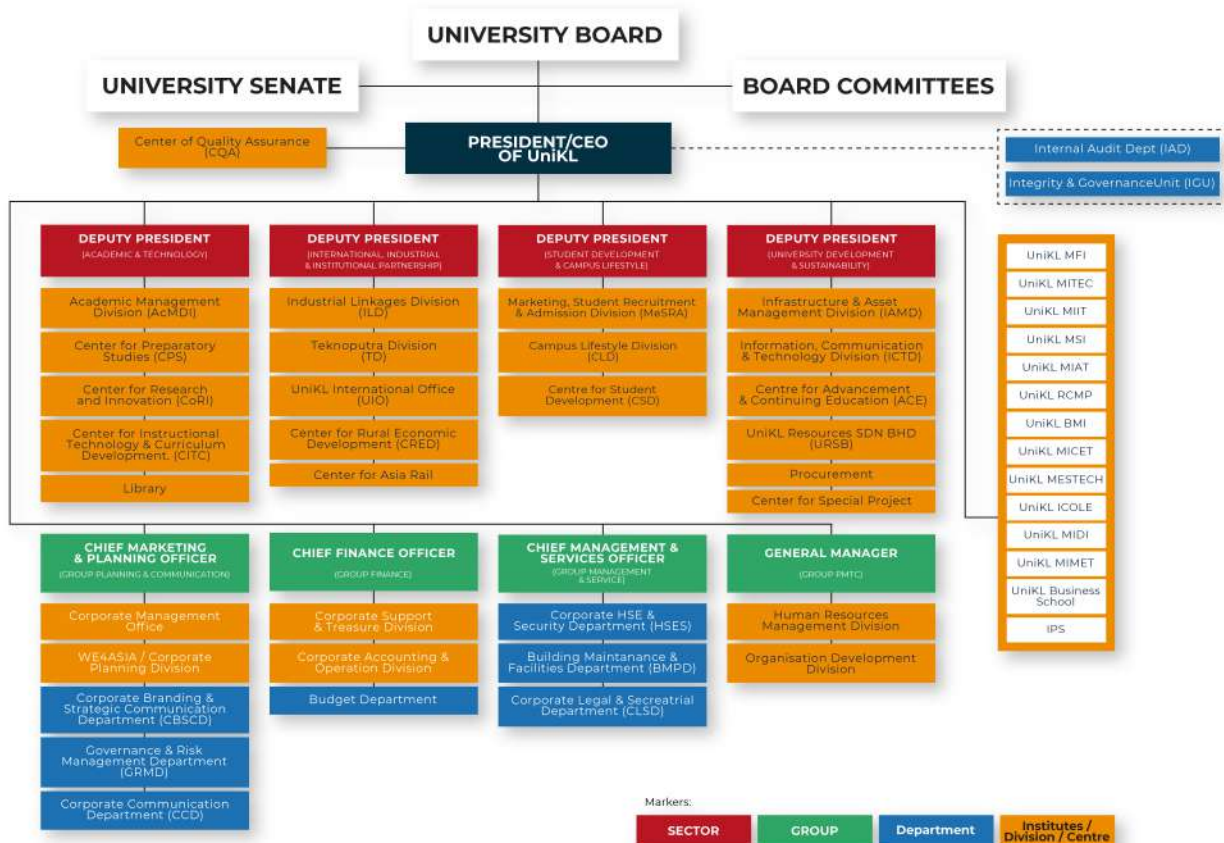 UNIVERSITY BOARD
UNIVERSITY SENATE
BOARD COMMITTEES
Center of Quality Assurance
(CQA)
PRESIDENT/CEO
OF UniKL
Internal Audit Dept (IAD)
Integrity & GovernanceUnit (IGU)
DEPUTY PRESIDENT
(ACADEMIC & TECHNOLOGY)
Academic Management
Division (AcMDI)
Center for Preparatory
Studies (CPS)
Center for Research
and Innovation (CoRI)
Center for Instructional
Technology & Curriculum
Development. (CITC)
Library
DEPUTY PRESIDENT
(INTERNATIONAL, INDUSTRIAL
& INSTITUTIONAL PARTNERSHIP)
Industrial Linkages Division
(ILD)
Teknoputra Division
(TD)
UniKL International Office
(UIO)
Center for Rural Economic
Development (CRED)
Center for Asia Rail
DEPUTY PRESIDENT
(STUDENT DEVELOPMENT
& CAMPUS LIFESTYLE)
Marketing, Student Recruitment
& Admission Division (MeSRA)
Campus Lifestyle Division
(CLD)
Centre for Student
Development (CSD)
DEPUTY PRESIDENT
(UNIVERSITY DEVELOPMENT
& SUSTAINABILITY)
Infrastructure & Asset
Management Division (IAMD)
Information, Communication
& Technology Division (ICTD)
Centre for Advancement
& Continuing Education (ACE)
UniKL Resources SDN BHD
(URSB)
Procurement
Center for Special Project
UniKL MFI
UniKL MITEC
UniKL MIIT
UniKL MSI
UniKL MIAT
UniKL RCMP
UniKL BMI
UniKL MICET
UniKL MESTECH
UniKL ICOLE
UniKL MIDI
UniKL MIMET
UniKL Business
School
IPS
CHIEF MARKETING
& PLANNING OFFICER
(GROUP PLANNING & COMMUNICATION)
Corporate Management
Office
WE4ASIA / Corporate
Planning Division
Corporate Branding &
Strategic Communication
Department (CBSCD)
Governance & Risk
Management Department
(GRMD)
Corporate Communication
Department (CCD)
CHIEF FINANCE OFFICER
(GROUP FINANCE)
Corporate Support
& Treasure Division
Corporate Accounting &
Operation Division
Budget Department
CHIEF MANAGEMENT &
SERVICES OFFICER
(GROUP MANAGEMENT
& SERVICE)
Corporate HSE &
Security Department (HSES)
Building Maintanance &
Facilities Department (BMPD)
Corporate Legal & Secreatrial
Department (CLSD)
GENERAL MANAGER
(GROUP PMTC)
Human Resources
Management Division
Organisation Development
Division
Markers:
SECTOR
GROUP
Department
Institutes /
Division / Centre